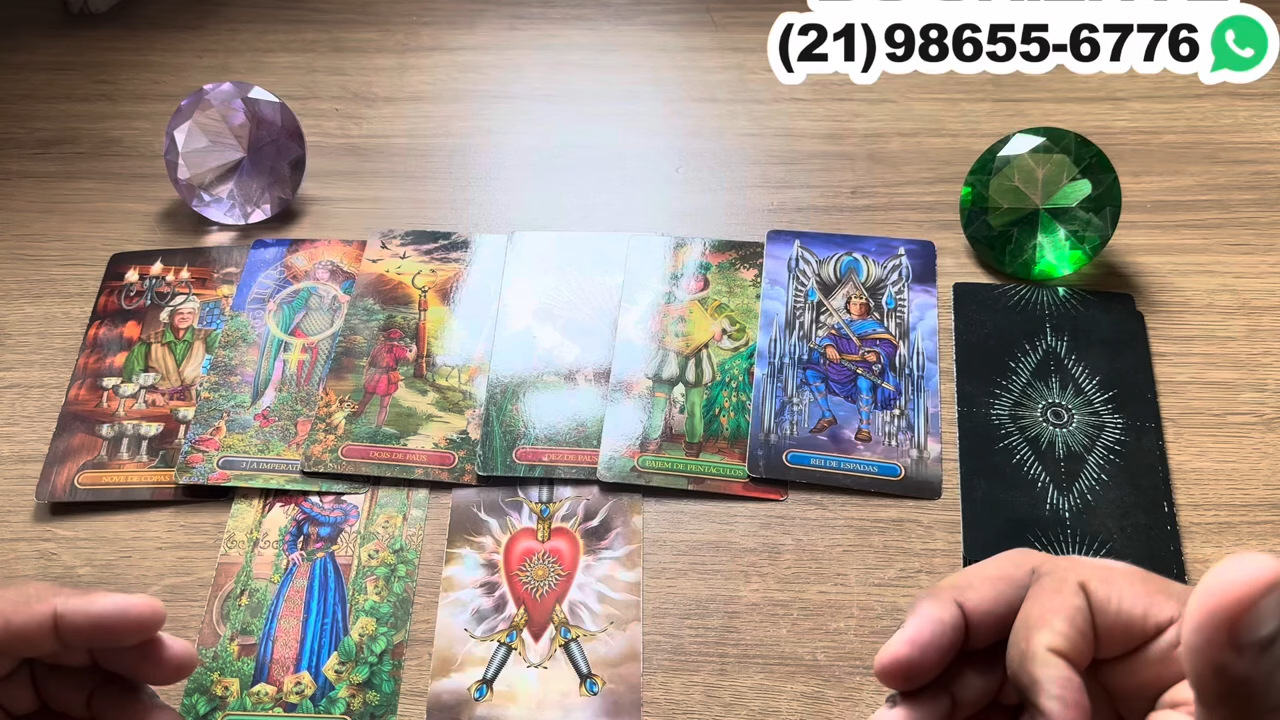 (21)98655-6776
NOVE DE COPAS
3 | A IMPERAT
DOIS DE PAUS
DEZ DE PAUS
PAJEM DE PENTÁCULOS
REI DE ESPADAS